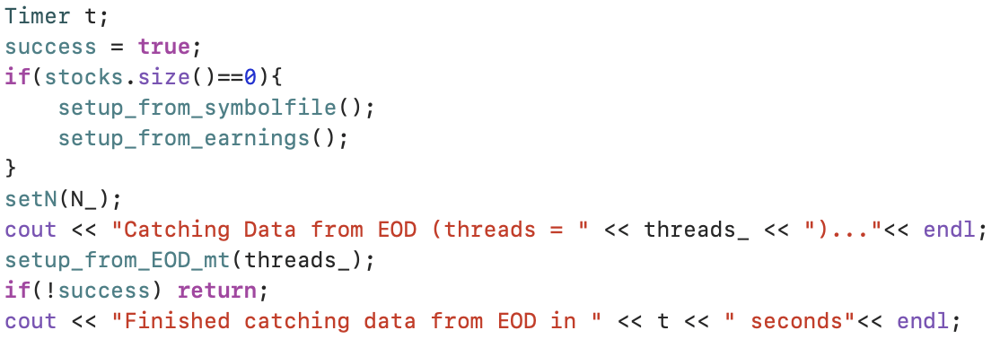 Timer t;
success = true;
if(stocks.size()==0){
    setup_from_symbolfile();
    setup_from_earnings();
}
setN(N_);
cout << "Catching Data from EOD (threads = " << threads_ << ")..."<< endl;
setup_from_EOD_mt(threads_);
if(!success) return;
cout << "Finished catching data from EOD in " << t << " seconds"<< endl;